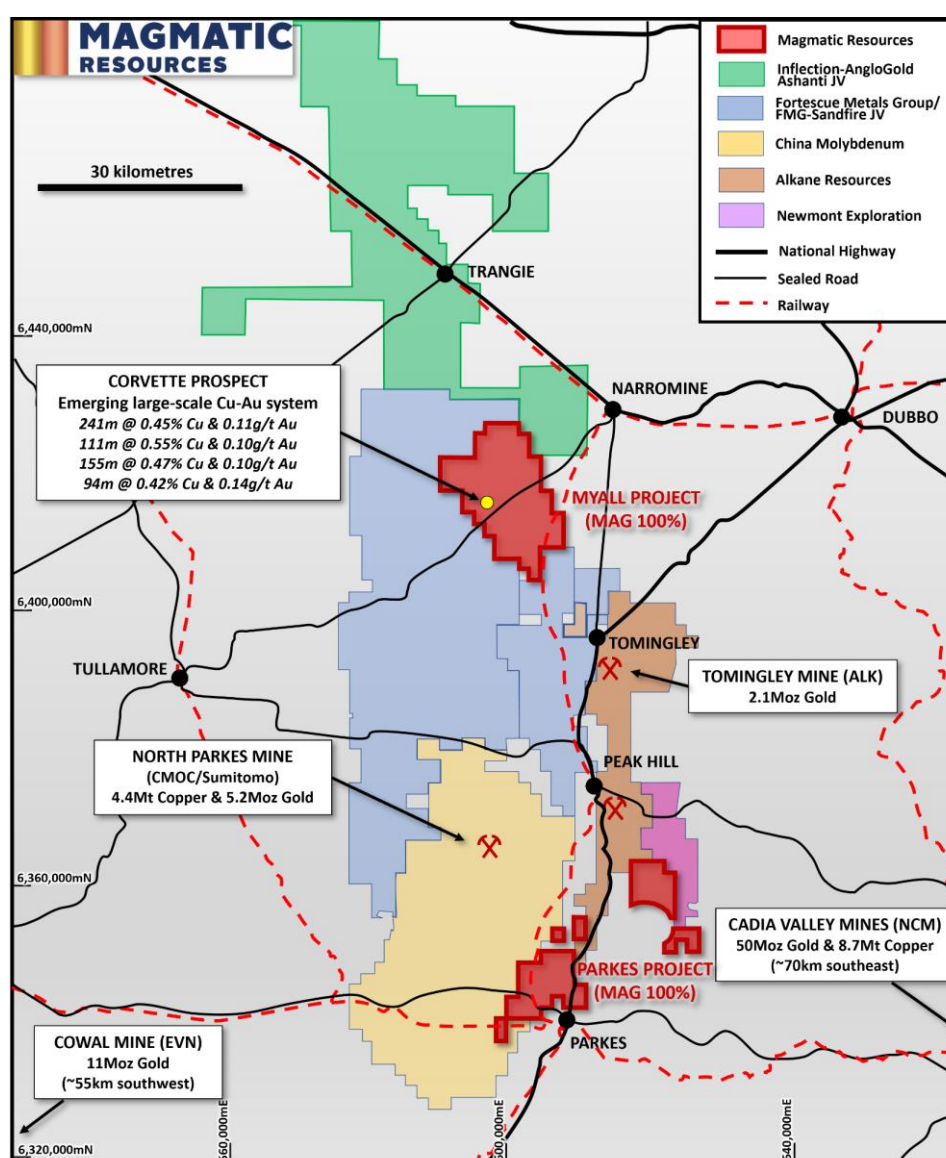 MAGMATIC
RESOURCES
30 kilometres
Magmatic Resources
Inflection-AngloGold
Ashanti JV
Fortescue Metals Group/
FMG-Sandfire JV
China Molybdenum
Alkane Resources
Newmont Exploration
National Highway
Sealed Road
Railway
TRANGIE
6,440,000mN
CORVETTE PROSPECT
Emerging large-scale Cu-Au system
241m @ 0.45% Cu & 0.11g/t Au
111m @ 0.55% Cu & 0.10g/t Au
155m @ 0.47% Cu & 0.10g/t Au
94m @ 0.42% Cu & 0.14g/t Au
NARROMINE
DUBBO
MYALL PROJECT
(MAG 100%)
6,400,000mN
TOMINGLEY
TULLAMORE
TOMINGLEY MINE (ALK)
2.1Moz Gold
NORTH PARKES MINE
(CMOC/Sumitomo)
4.4Mt Copper & 5.2Moz Gold
PEAK HILL
6,360,000mN
CADIA VALLEY MINES (NCM)
50Moz Gold & 8.7Mt Copper
(~70km southeast)
PARKES PROJECT
(MAG 100%)
PARKES
COWAL MINE (EVN)
11Moz Gold
(~55km southwest)
6,320,000mN